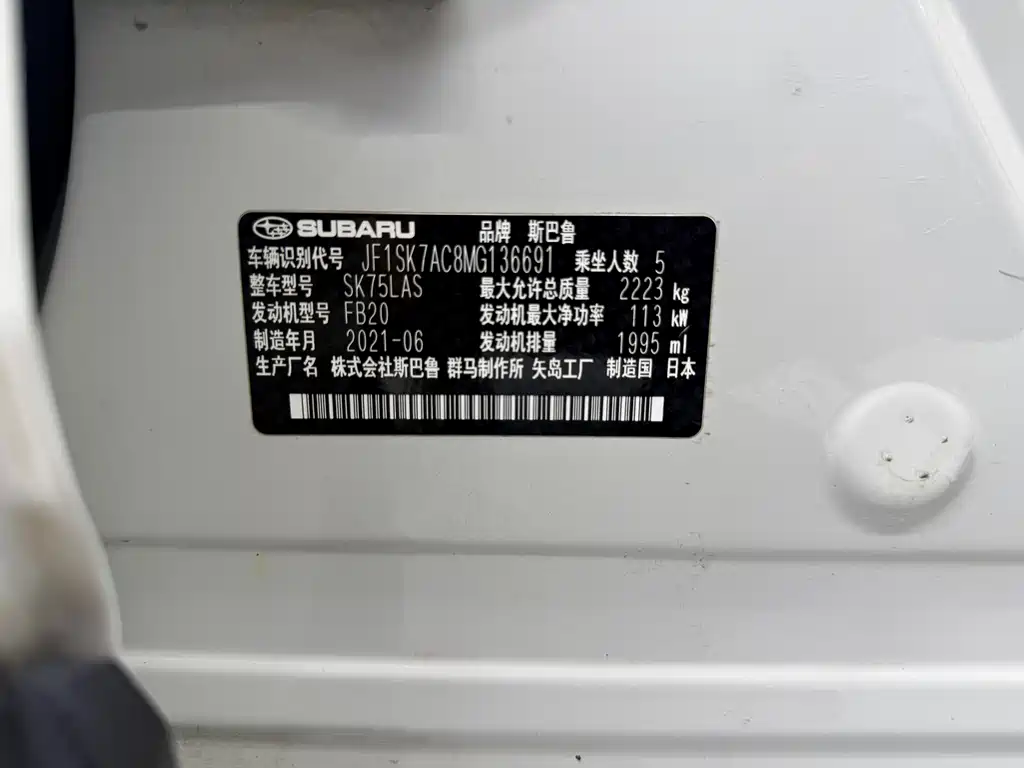 SUBARU 品牌 斯巴鲁
车辆识别代号 JF1SK7AC8MG136691 乘坐人数 5
整车型号 SK75LAS 最大允许总质量 2223 kg
发动机型号 FB20 发动机最大净功率 113 kW
制造年月 2021-06 发动机排量 1995 ml
生产厂名 株式会社斯巴鲁 群马制作所 矢岛工厂 制造国 日本